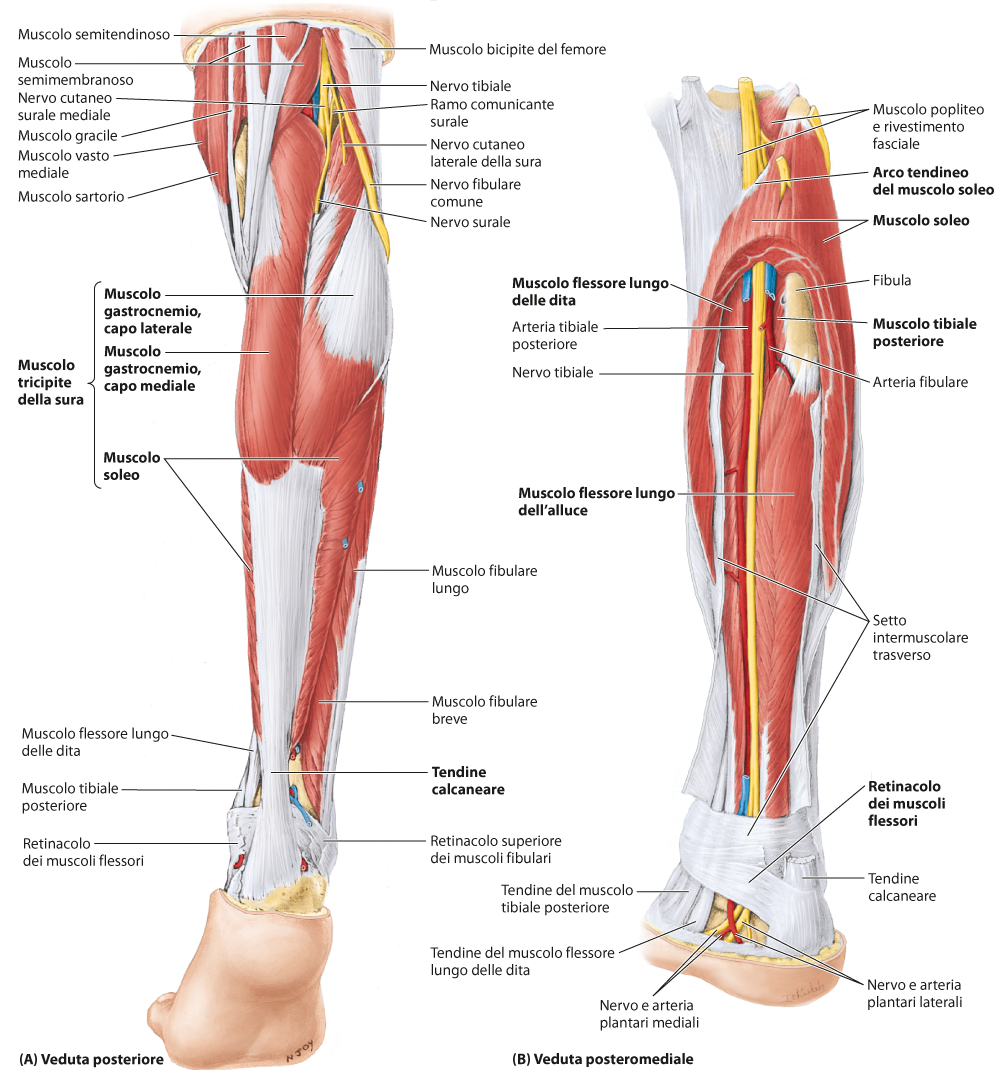 Muscolo semitendinoso
Muscolo
semimembranoso
Nervo cutaneo
surale mediale
Muscolo gracile
Muscolo vasto
mediale
Muscolo sartorio
Muscolo bicipite del femore
Nervo tibiale
Ramo comunicante
surale
Nervo cutaneo
laterale della sura
Nervo fibulare
comune
Nervo surale
Muscolo
tricipite
della sura
Muscolo
gastrocnemio,
capo laterale
Muscolo
gastrocnemio,
capo mediale
Muscolo
soleo
Muscolo fibulare
lungo
Muscolo fibulare
breve
Muscolo flessore lungo
delle dita
Muscolo tibiale
posteriore
Retinacolo
dei muscoli flessori
Tendine
calcaneare
Retinacolo superiore
dei muscoli fibulari
N JOY
(A) Veduta posteriore
Muscolo popliteo
e rivestimento
fasciale
Arco tendineo
del muscolo soleo
Muscolo soleo
Muscolo flessore lungo
delle dita
Arteria tibiale
posteriore
Nervo tibiale
Fibula
Muscolo tibiale
posteriore
Arteria fibulare
Muscolo flessore lungo
dell'alluce
Setto
intermuscolare
trasverso
Retinacolo
dei muscoli
flessori
Tendine
calcaneare
Tendine del muscolo
tibiale posteriore
Tendine del muscolo flessore
lungo delle dita
Nervo e arteria
plantari mediali
Nervo e arteria
plantari laterali
(B) Veduta posteromediale